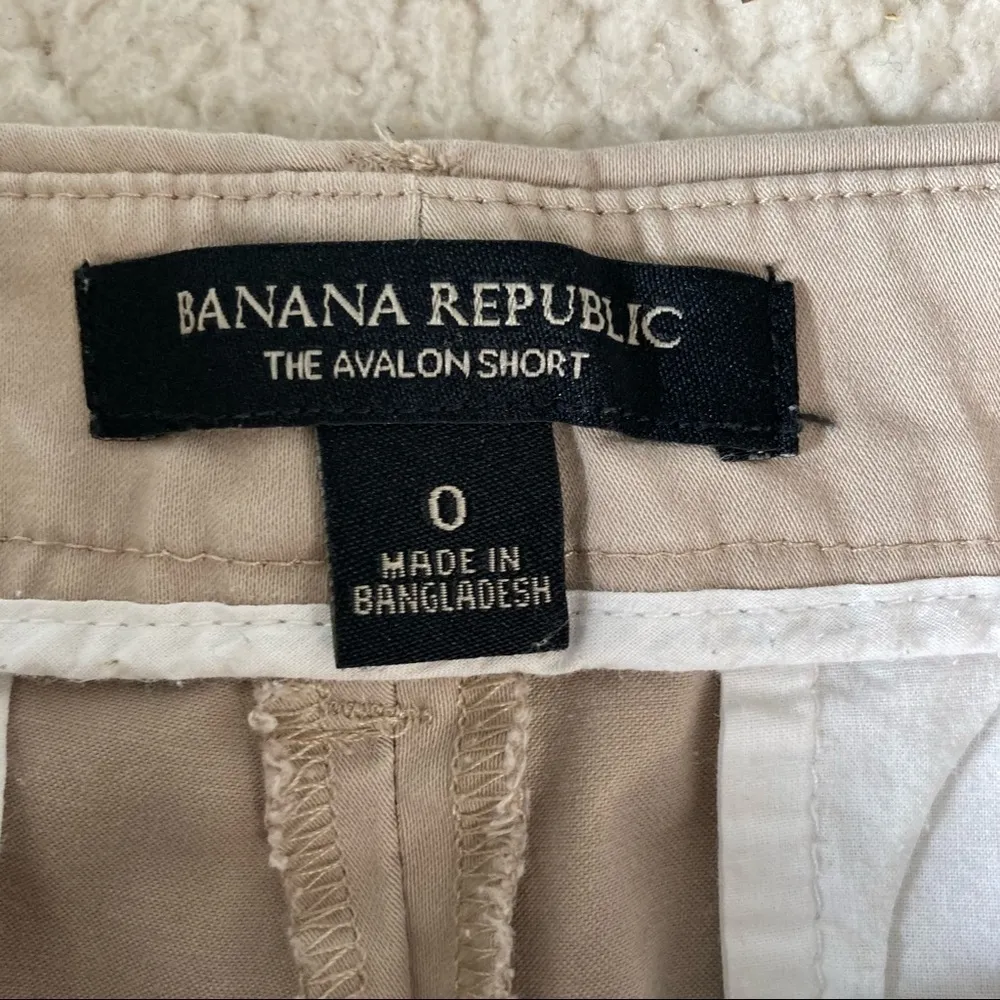 BANANA REPUBLIC
THE AVALON SHORT
0
MADE IN
BANGLADESH